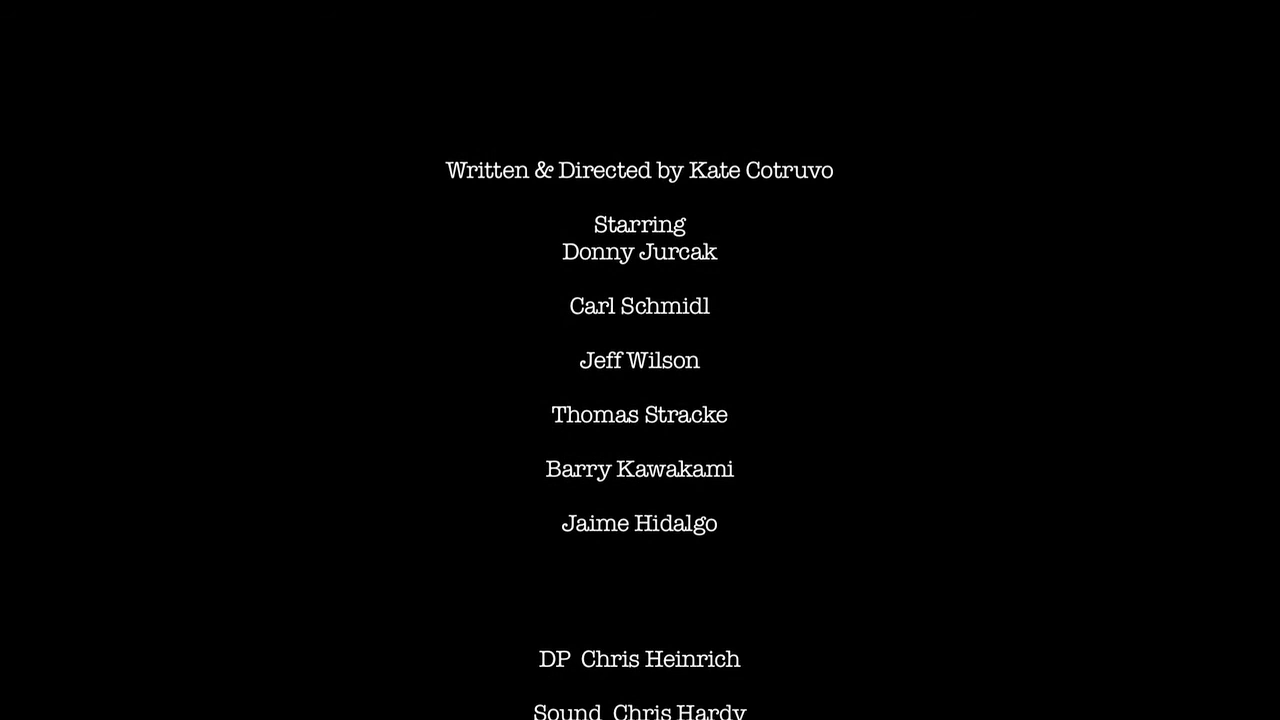 Written & Directed by Kate Cotruvo
Starring
Donny Jurcak
Carl Schmidl
Jeff Wilson
Thomas Stracke
Barry Kawakami
Jaime Hidalgo
DP Chris Heinrich
Sound Chris Hardy